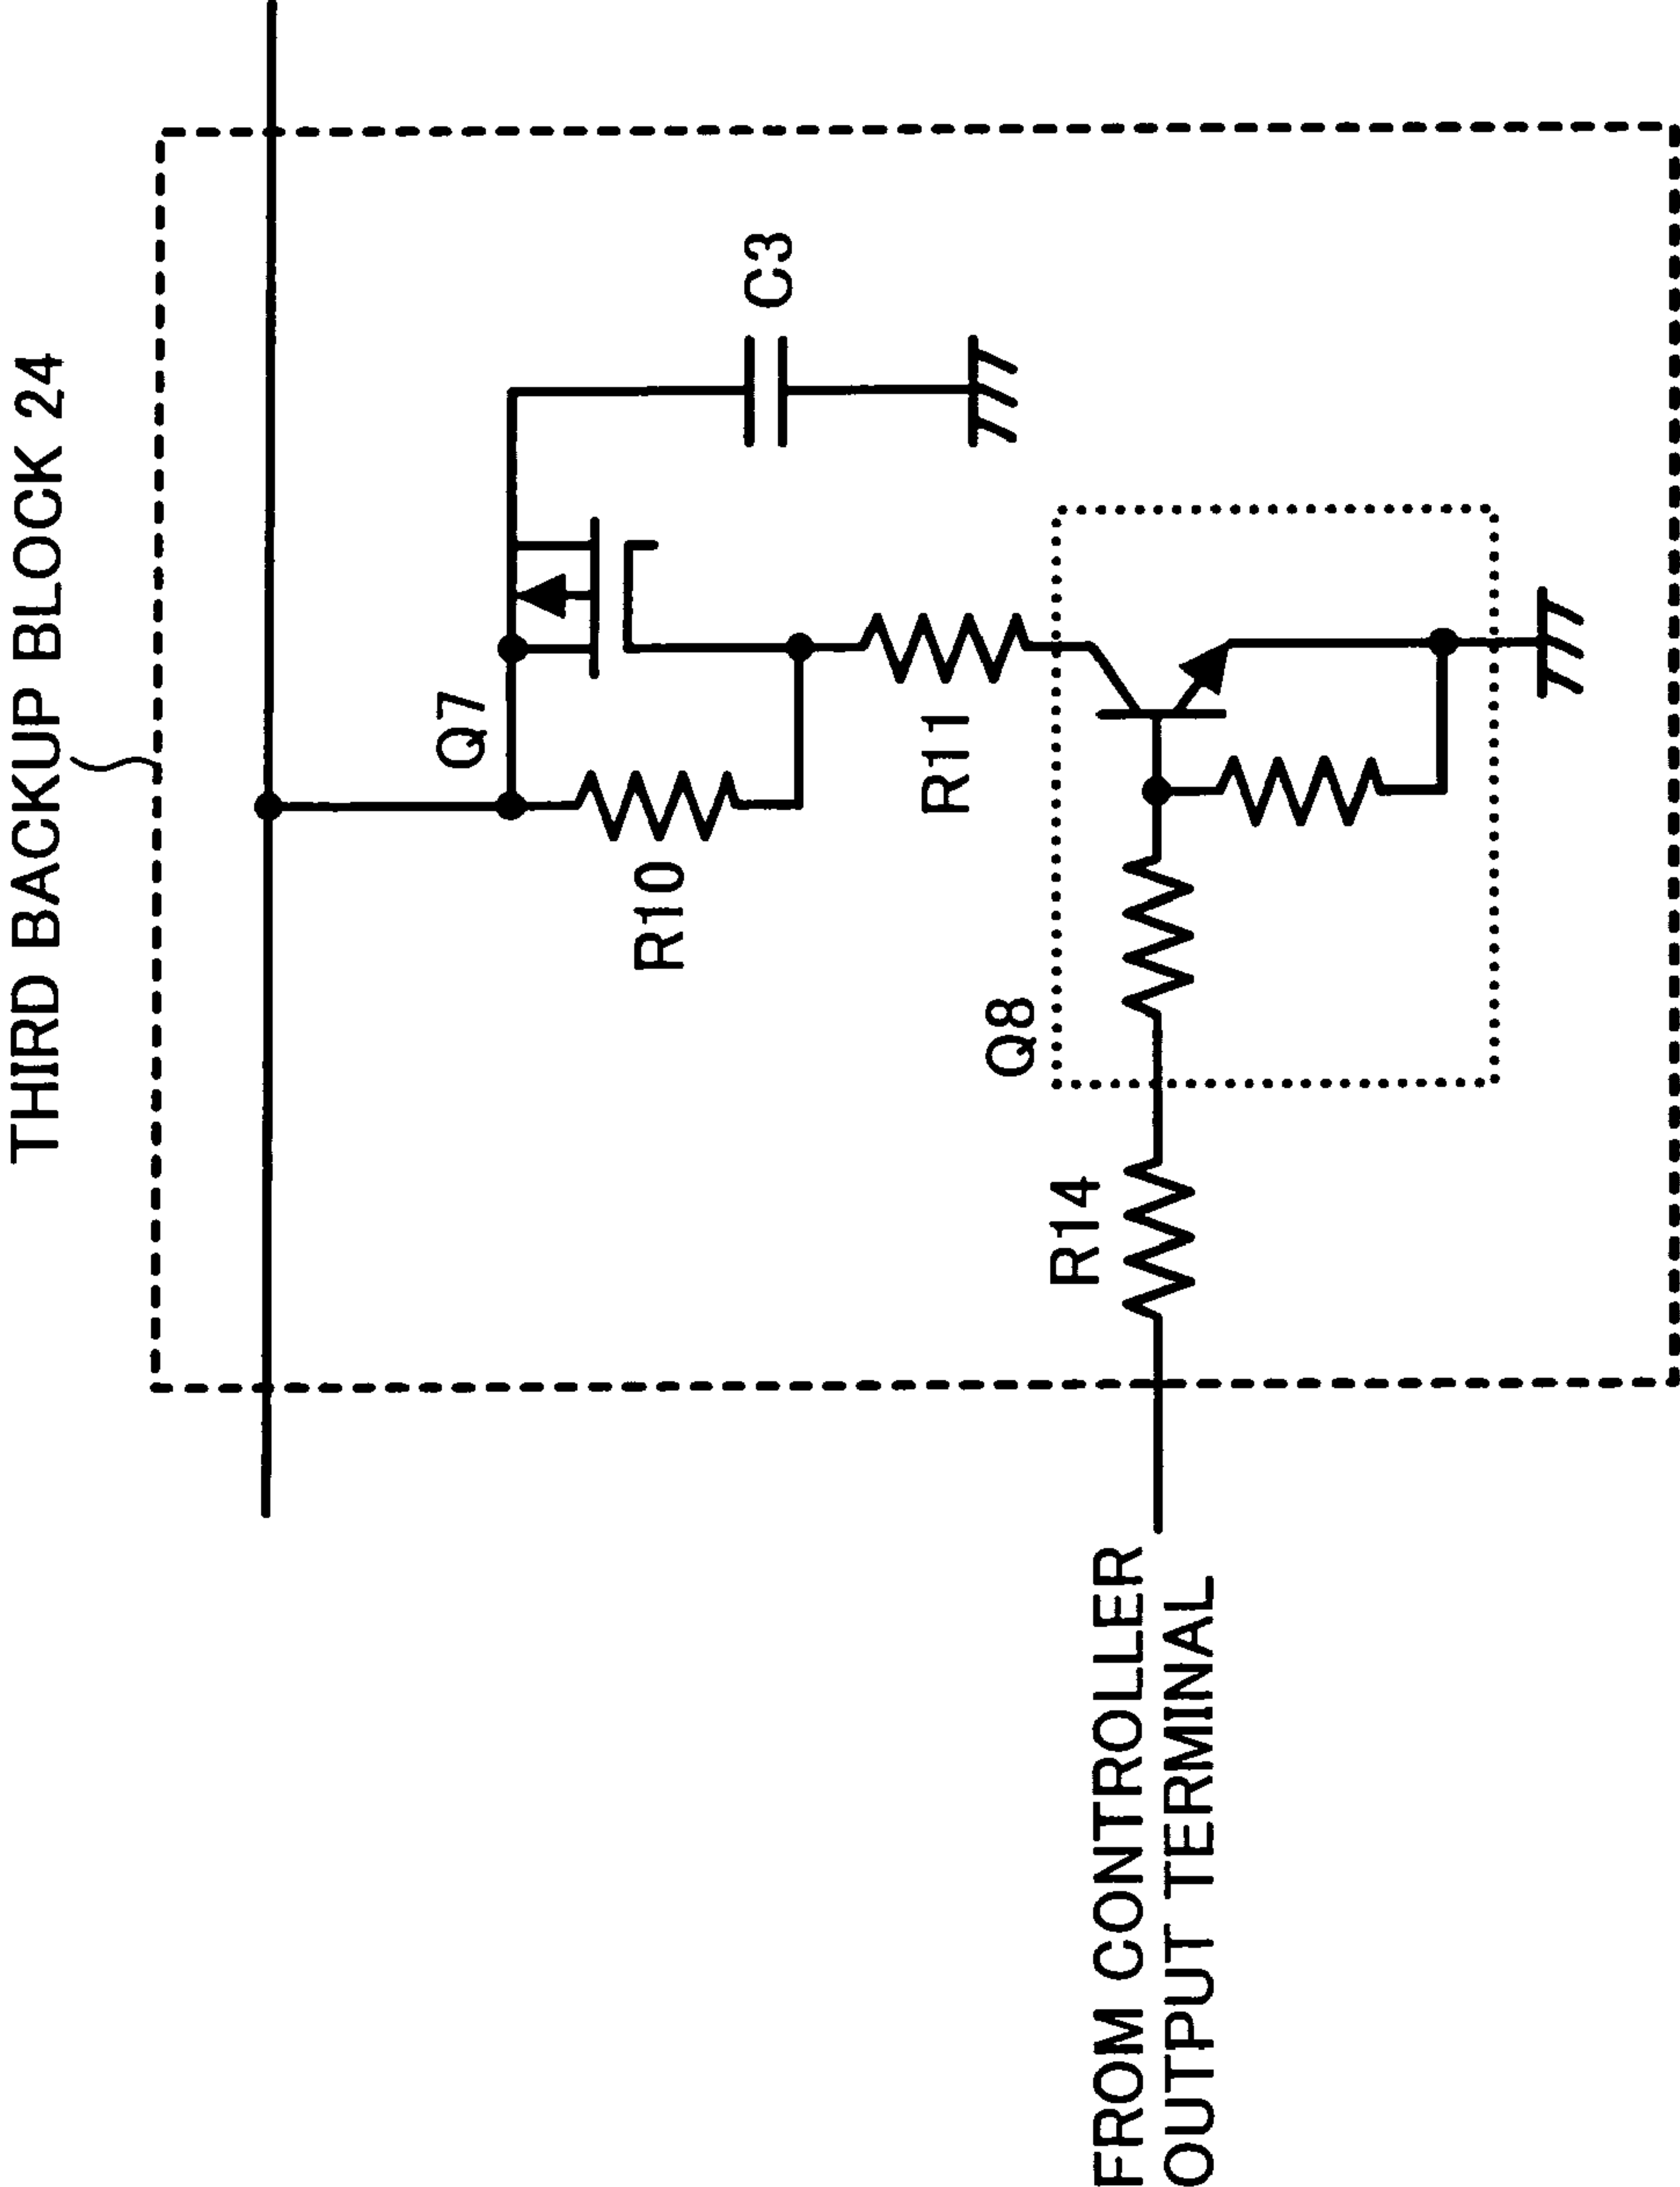 THIRD BACKUP BLOCK 24
Q7
C3
R10
R11
Q8
R14
FROM CONTROLLER
OUTPUT TERMINAL